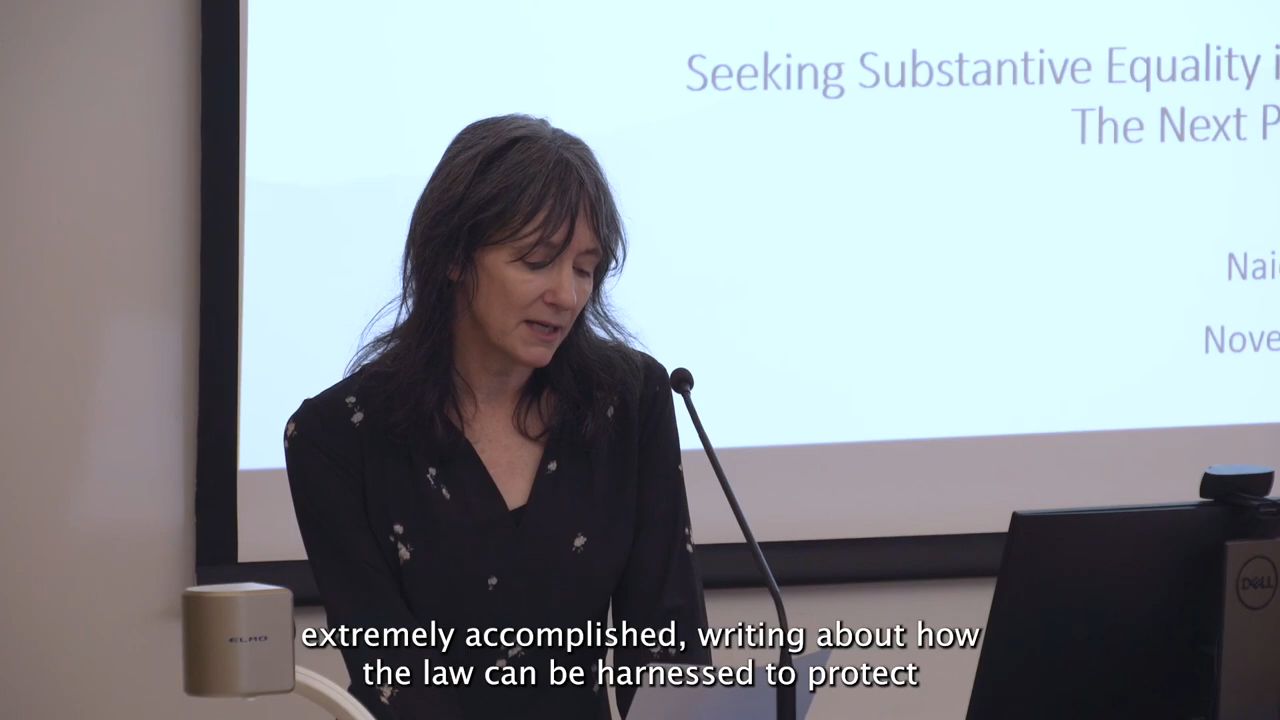 Seeking Substantive Equality i
The Next P
Nai
Nove
DELL
ELMO
extremely accomplished, writing about how
the law can be harnessed to protect